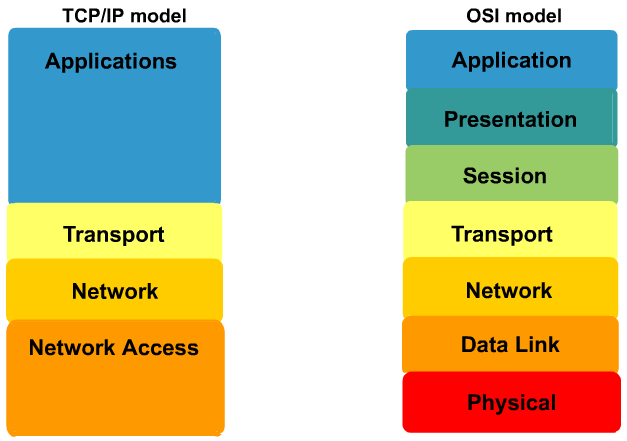 TCP/IP model
Applications
Transport
Network
Network Access
OSI model
Application
Presentation
Session
Transport
Network
Data Link
Physical